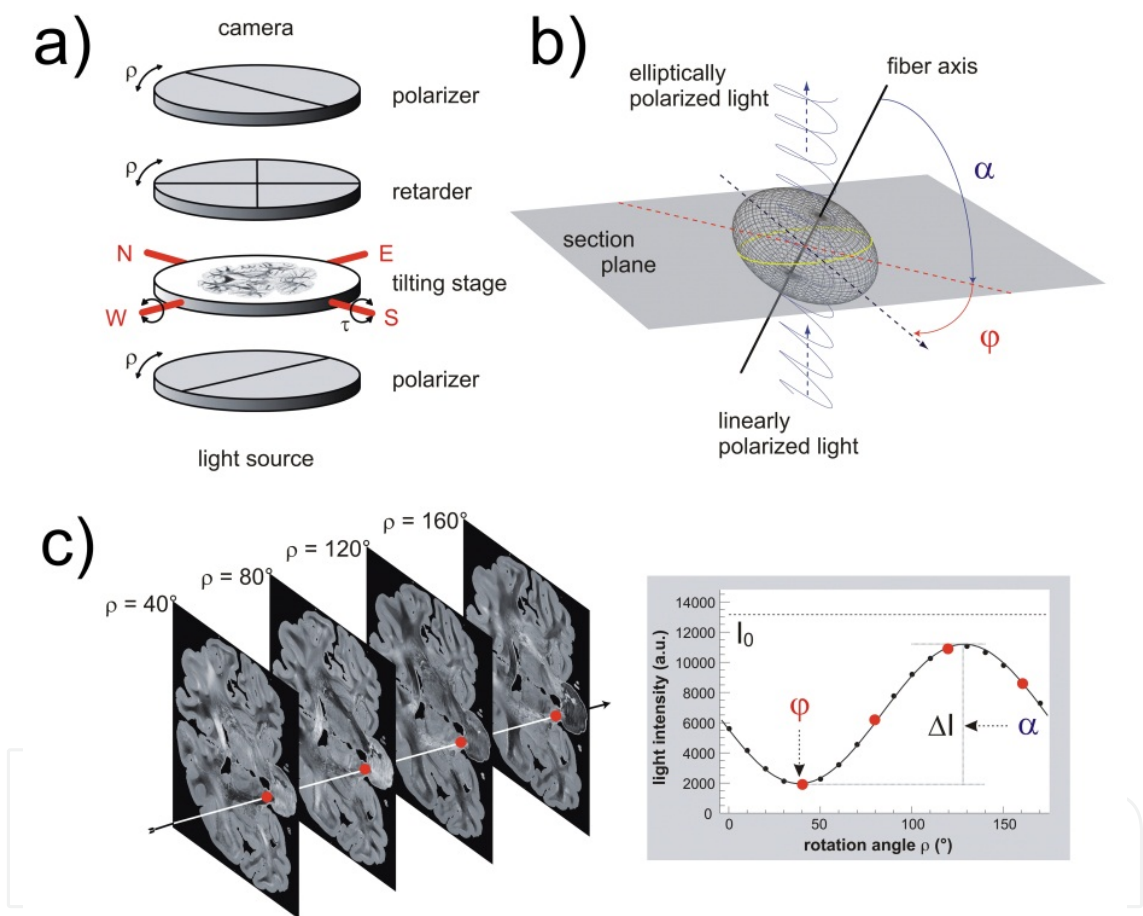 a)
camera
ρ
polarizer
ρ
retarder
N
E
tilting stage
W
τ
S
ρ
polarizer
light source
b)
elliptically
polarized light
fiber axis
α
section
plane
φ
linearly
polarized light
c)
ρ = 40°
ρ = 80°
ρ = 120°
ρ = 160°
light intensity (a.u.)
14000
12000
10000
8000
6000
4000
2000
0
I₀
φ
ΔI
α
0
50
100
150
rotation angle ρ (°)